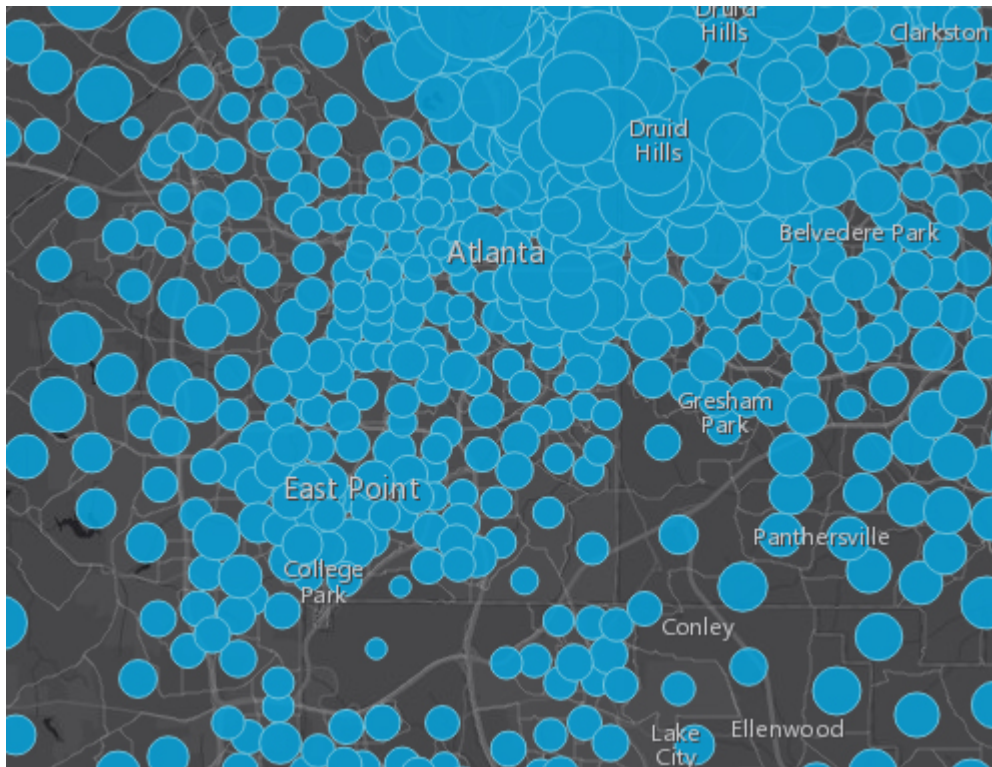 Druid
Hills
Clarkston
Druid
Hills
Belvedere Park
Atlanta
Gresham
Park
East Point
Panthersville
College
Park
Conley
Ellenwood
Lake
City